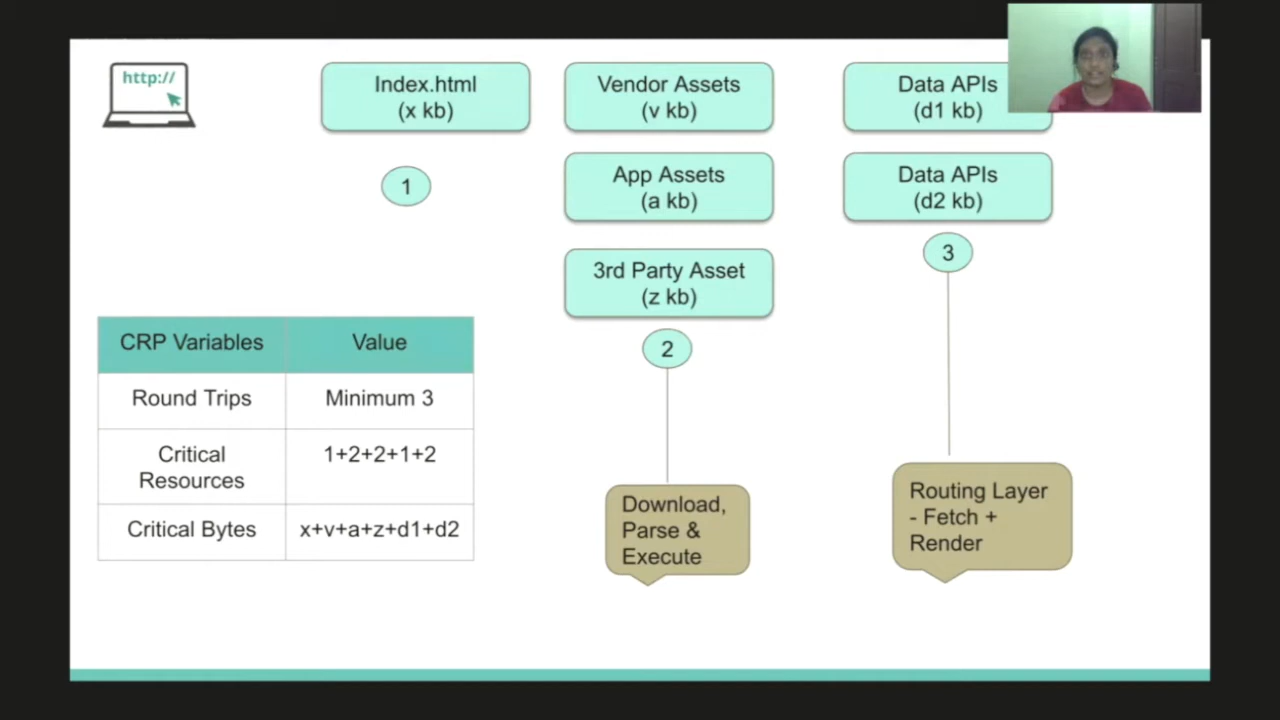 http://
Index.html
(x kb)
1
Vendor Assets
(v kb)
App Assets
(a kb)
3rd Party Asset
(z kb)
2
Download,
Parse &
Execute
Data APIs
(d1 kb)
Data APIs
(d2 kb)
3
Routing Layer
- Fetch +
Render
CRP Variables
Value
Round Trips
Minimum 3
Critical
Resources
1+2+2+1+2
Critical Bytes
x+v+a+z+d1+d2